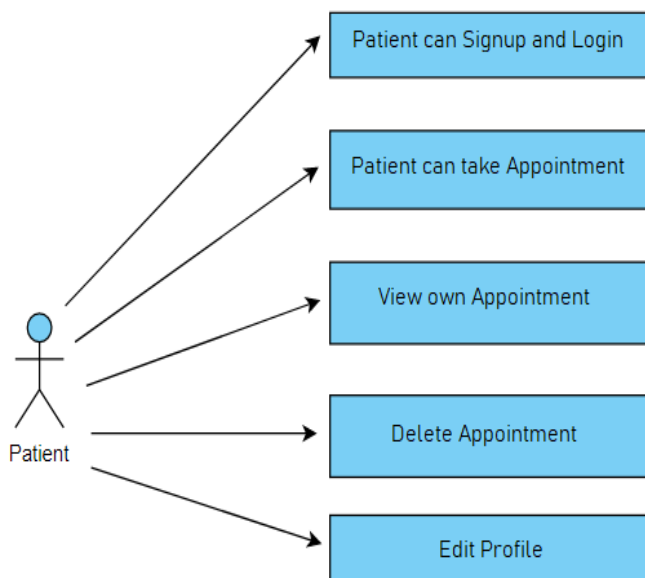 Patient can Signup and Login
Patient can take Appointment
View own Appointment
Delete Appointment
Patient
Edit Profile